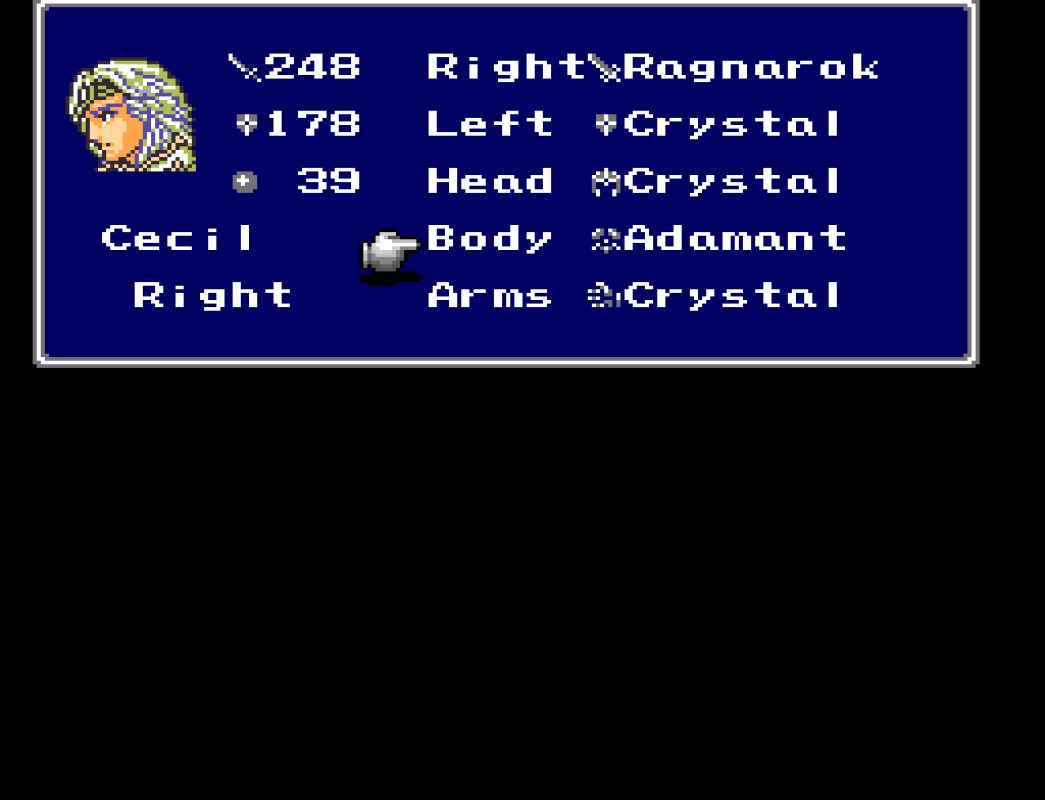 248 Right Ragnarok
178 Left Crystal
39 Head Crystal
Cecil Body Adamant
Right Arms Crystal